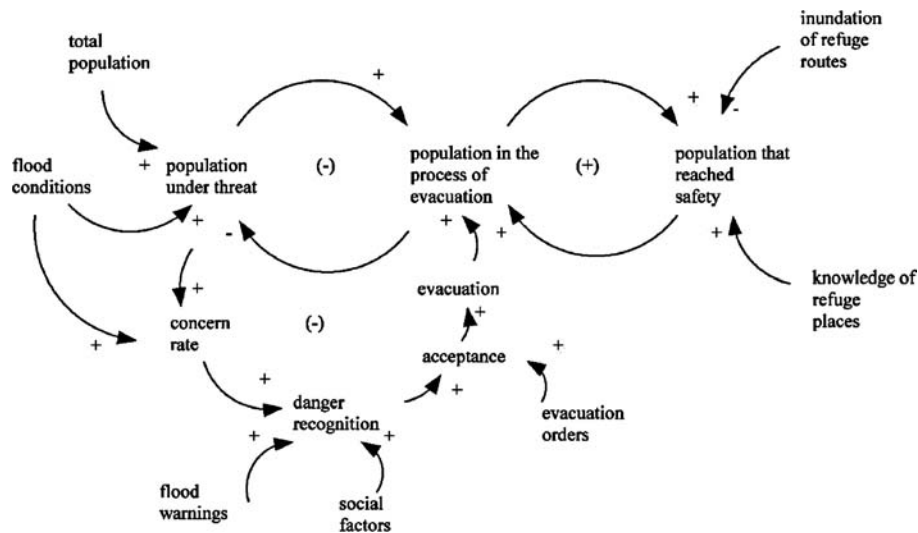 total
population
inundation
of refuge
routes
+
+
-
flood
conditions
+
population
under threat
(-)
population in the
process of
evacuation
(+)
population that
reached
safety
+
-
+
+
+
+
evacuation
knowledge of
refuge
places
concern
rate
(-)
+
+
acceptance
+
+
+
danger
recognition
evacuation
orders
+
+
flood
warnings
social
factors